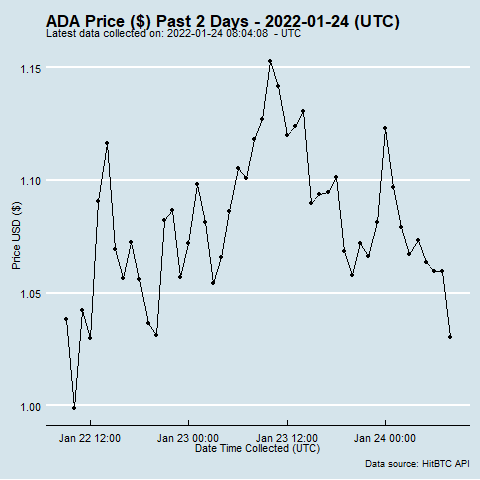 ADA Price ($) Past 2 Days - 2022-01-24 (UTC)
Latest data collected on: 2022-01-24 08:04:08 - UTC
1.15
1.10
1.05
1.00
Price USD ($)
Jan 22 12:00 Jan 23 00:00 Jan 23 12:00 Jan 24 00:00
Date Time Collected (UTC)
Data source: HitBTC API